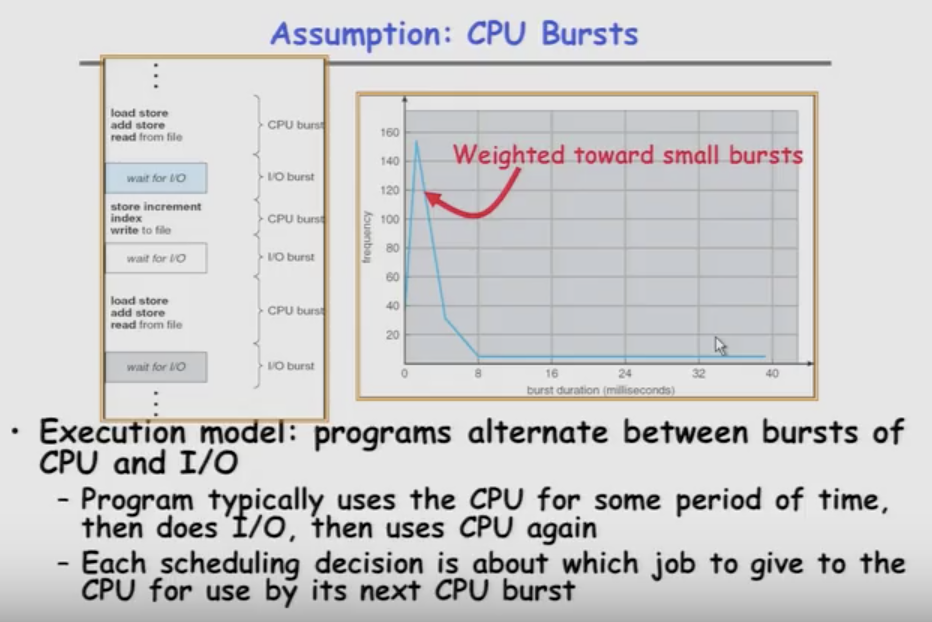 Assumption: CPU Bursts
load store
add store
read from file
CPU burst
wait for I/O
I/O burst
store increment
index
write to file
CPU burst
wait for I/O
I/O burst
load store
add store
read from file
CPU burst
wait for I/O
I/O burst
Weighted toward small bursts
frequency
160
140
120
100
80
60
40
20
0 8 16 24 32 40
burst duration (milliseconds)
• Execution model: programs alternate between bursts of
CPU and I/O
– Program typically uses the CPU for some period of time,
then does I/O, then uses CPU again
– Each scheduling decision is about which job to give to the
CPU for use by its next CPU burst